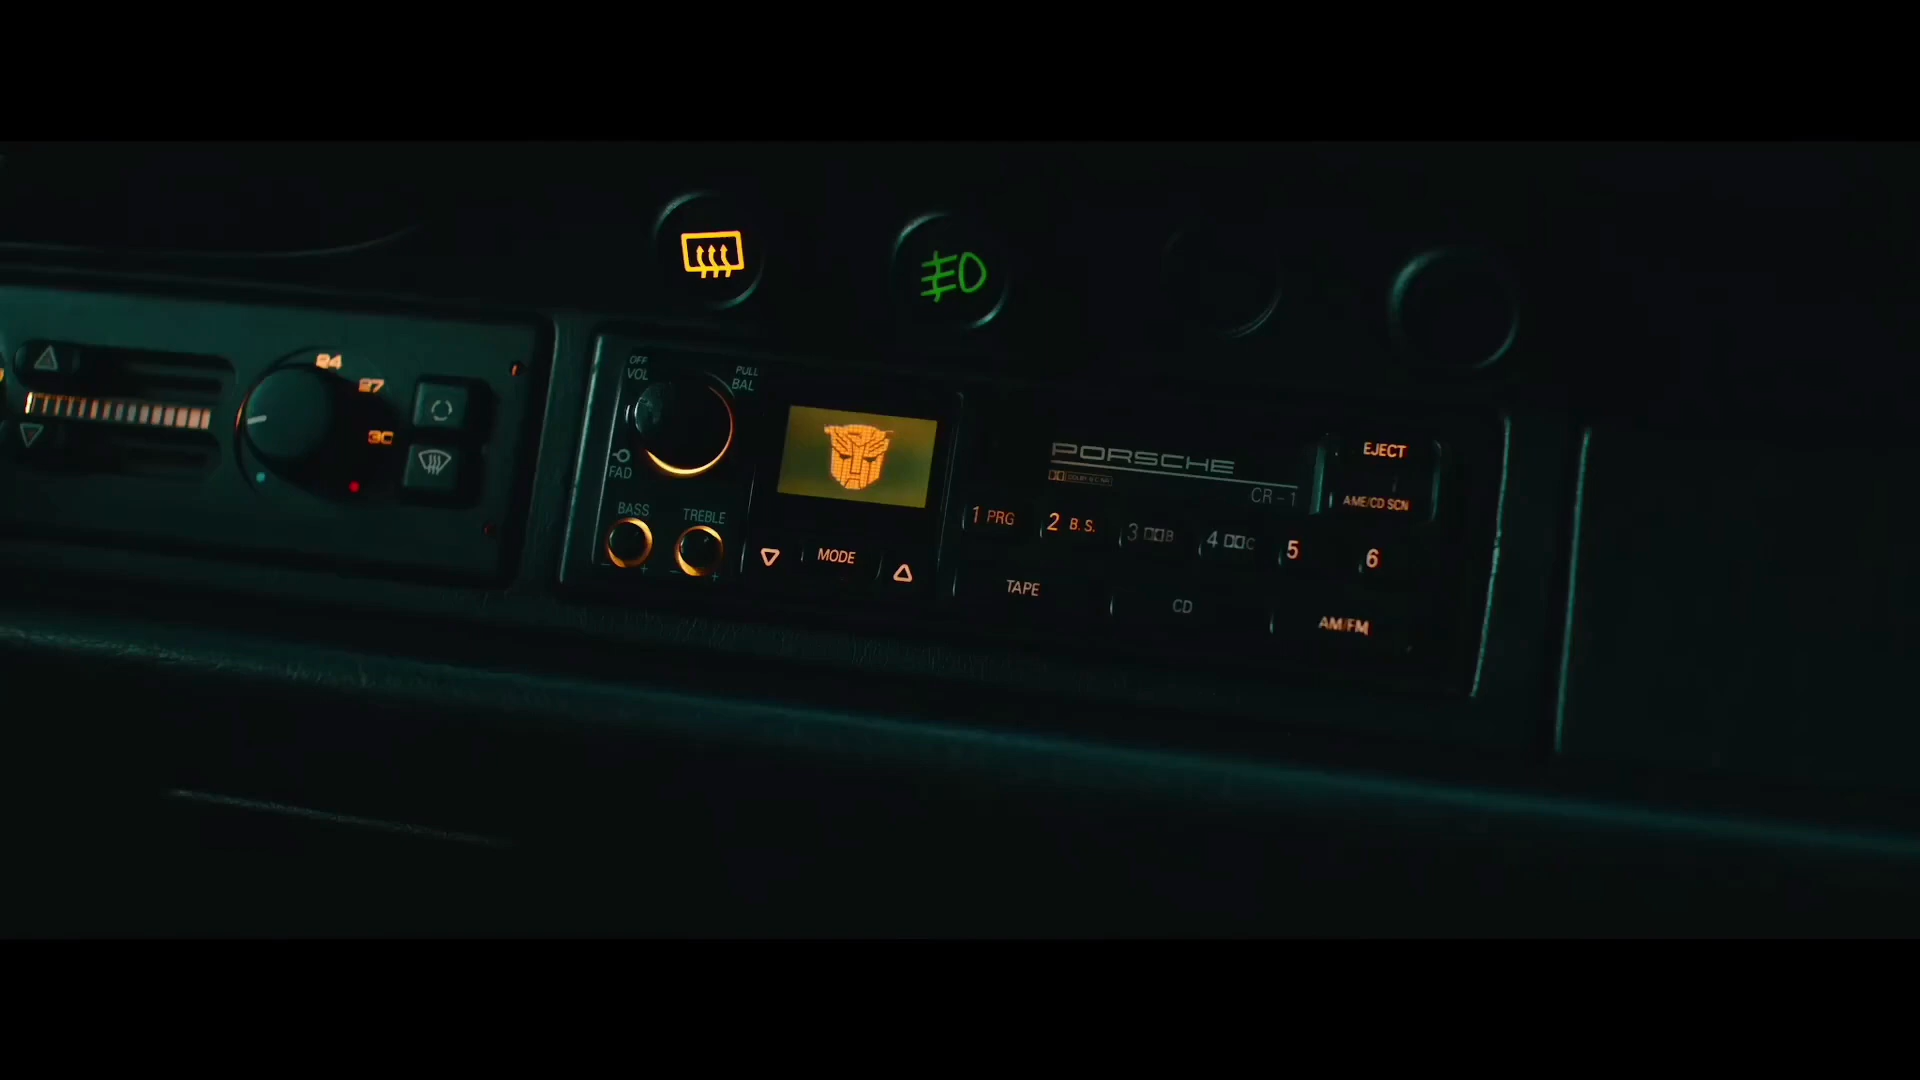 24
27
OFF
VOL
PULL
BAL
FAD
BASS
TREBLE
MODE
PORSCHE
CR-1
EJECT
AME/CD SCN
1 PRG
2 B.S.
3 B
4 C
5
6
TAPE
CD
AM/FM